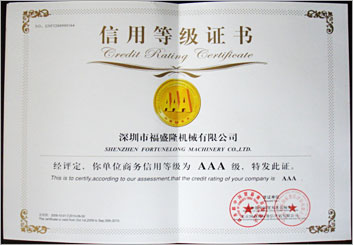 信用等级证书
Credit Rating Certificate
AAA
深圳市福盛隆机械有限公司
SHENZHEN FORTUNELONG MACHINERY CO.,LTD.
经评定，你单位商务信用等级为 AAA 级，特发此证。
This is to certify,according to our assessment,that the credit rating of your company is AAA